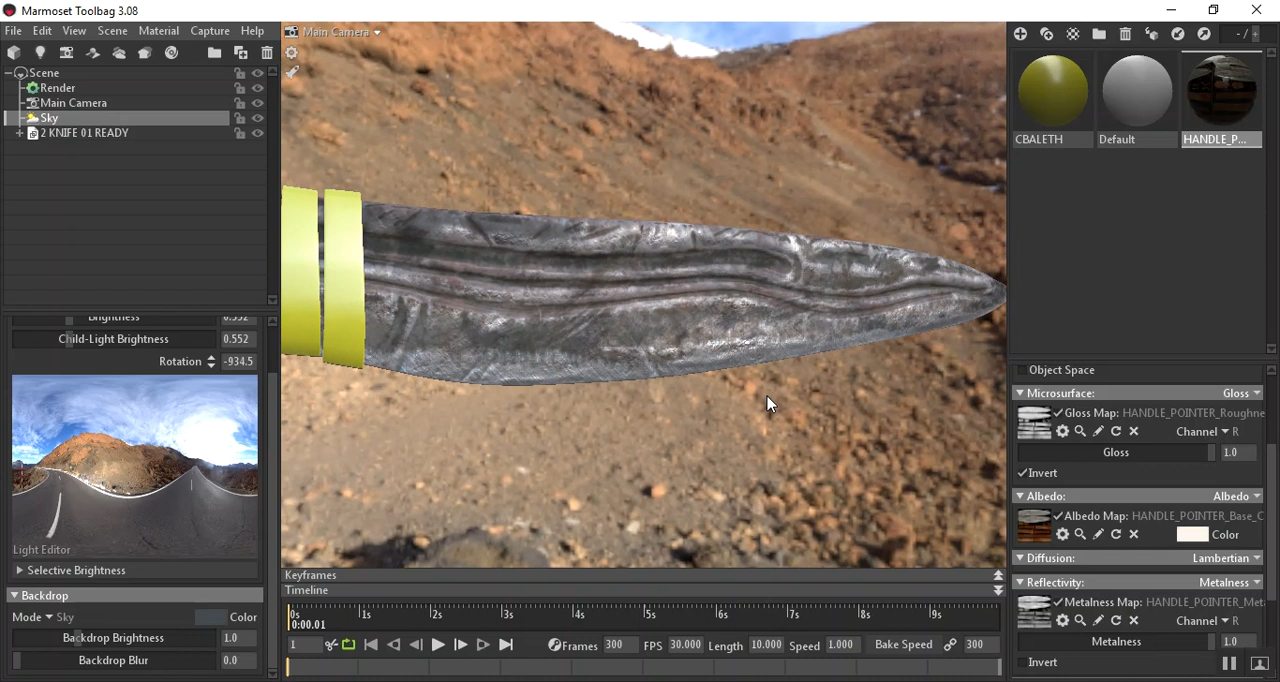 Marmoset Toolbag 3.08
File Edit View Scene Material Capture Help
Main Camera
- /
Scene
Render
Main Camera
Sky
2 KNIFE 01 READY
CBALETH
Default
HANDLE_P...
Brightness 0.552
Child-Light Brightness 0.552
Rotation -934.5
Light Editor
Selective Brightness
Backdrop
Mode Sky Color
Backdrop Brightness 1.0
Backdrop Blur 0.0
Keyframes
Timeline
0s 1s 2s 3s 4s 5s 6s 7s 8s 9s
0:00.01
1 Frames 300 FPS 30.000 Length 10.000 Speed 1.000 Bake Speed 300
Object Space
Microsurface: Gloss
Gloss Map: HANDLE_POINTER_Roughne
Channel R
Gloss 1.0
Invert
Albedo: Albedo
Albedo Map: HANDLE_POINTER_Base_C
Color
Diffusion: Lambertian
Reflectivity: Metalness
Metalness Map: HANDLE_POINTER_Met
Channel R
Metalness 1.0
Invert